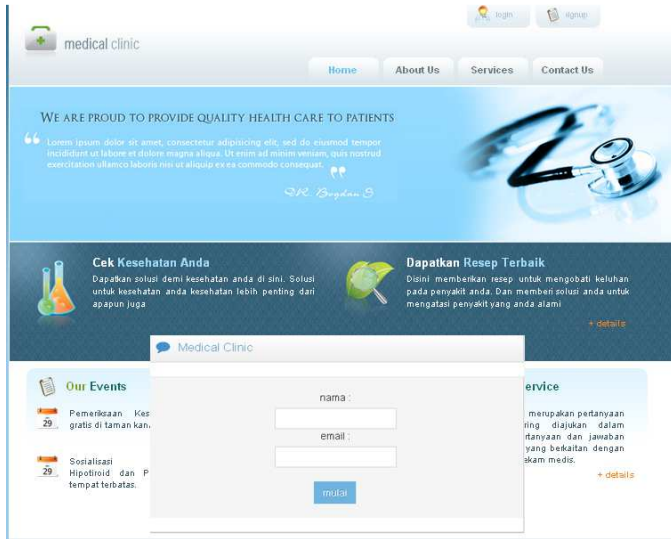 login
signup
medical clinic
Home
About Us
Services
Contact Us
WE ARE PROUD TO PROVIDE QUALITY HEALTH CARE TO PATIENTS
“ Lorem ipsum dolor sit amet, consectetur adipisicing elit, sed do eiusmod tempor
incididunt ut labore et dolore magna aliqua. Ut enim ad minim veniam, quis nostrud
exercitation ullamco laboris nisi ut aliquip ex ea commodo consequat. ”
DR. Bogdan S
Cek Kesehatan Anda
Dapatkan solusi demi kesehatan anda di sini. Solusi
untuk kesehatan anda kesehatan lebih penting dari
apapun juga
Dapatkan Resep Terbaik
Disini memberikan resep untuk mengobati keluhan
pada penyakit anda. Dan memberi solusi anda untuk
mengatasi penyakit yang anda alami
+ details
Medical Clinic
nama :
email :
mulai
Our Events
29
Pemeriksaan Kes
gratis di taman kan
29
Sosialisasi
Hipotiroid dan P
tempat terbatas.
ervice
merupakan pertanyaan
ring diajukan dalam
rtanyaan dan jawaban
yang berkaitan dengan
ekam medis.
+ details